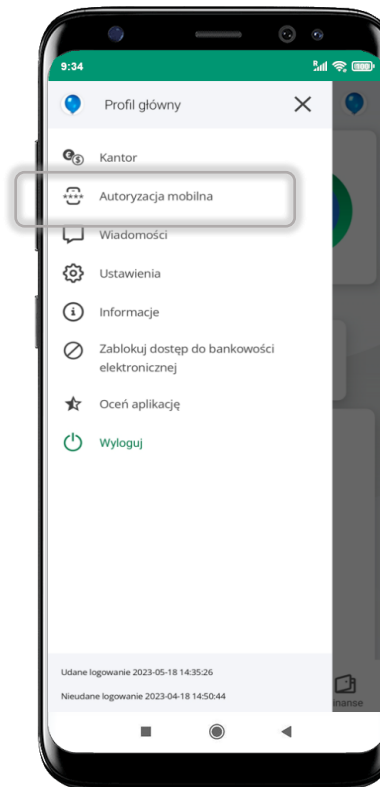 9:34
Profil główny
Kantor
Autoryzacja mobilna
Wiadomości
Ustawienia
Informacje
Zablokuj dostęp do bankowości
elektronicznej
Oceń aplikację
Wyloguj
Udane logowanie 2023-05-18 14:35:26
Nieudane logowanie 2023-04-18 14:50:44
inanse